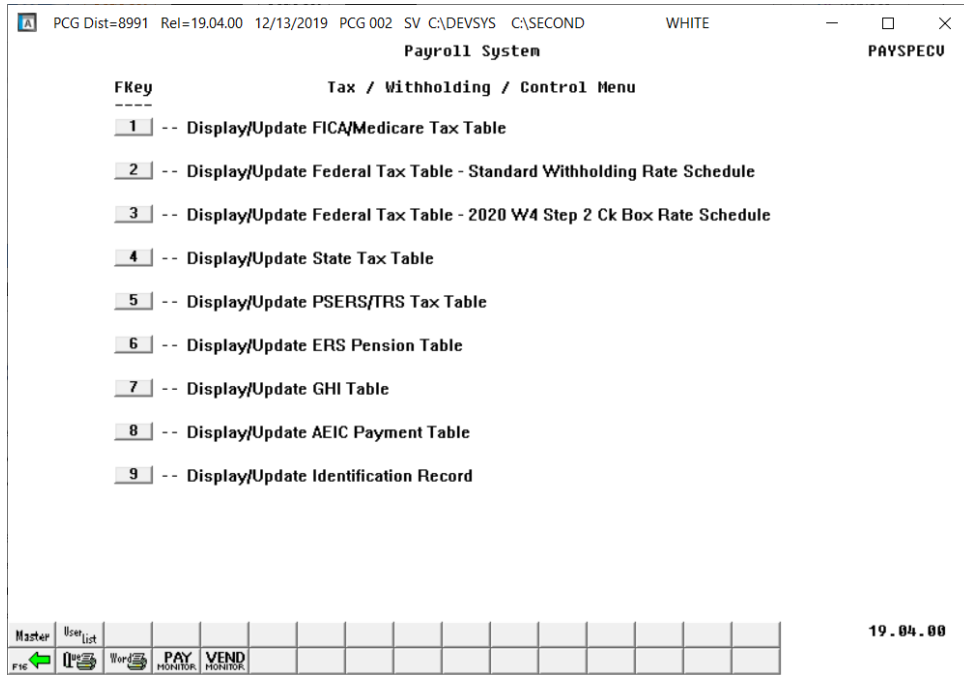 A PCG Dist=8991 Rel=19.04.00 12/13/2019 PCG 002 SV C:\DEVSYS C:\SECOND WHITE
Payroll System PAYSPECV
FKey Tax / Withholding / Control Menu
----
1 -- Display/Update FICA/Medicare Tax Table
2 -- Display/Update Federal Tax Table - Standard Withholding Rate Schedule
3 -- Display/Update Federal Tax Table - 2020 W4 Step 2 Ck Box Rate Schedule
4 -- Display/Update State Tax Table
5 -- Display/Update PSERS/TRS Tax Table
6 -- Display/Update ERS Pension Table
7 -- Display/Update GHI Table
8 -- Display/Update AEIC Payment Table
9 -- Display/Update Identification Record
Master User List 19.04.00
F16 Que Word PAY MONITOR VEND MONITOR